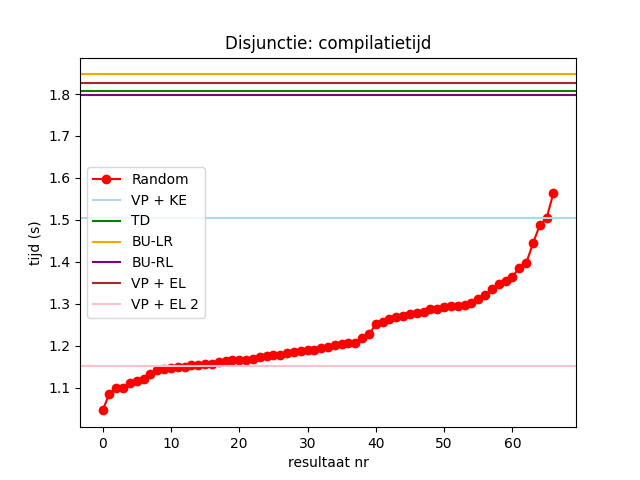 Disjunctie: compilatietijd
tijd (s)
1.8
1.7
1.6
1.5
1.4
1.3
1.2
1.1
Random
VP + KE
TD
BU-LR
BU-RL
VP + EL
VP + EL 2
0 10 20 30 40 50 60
resultaat nr